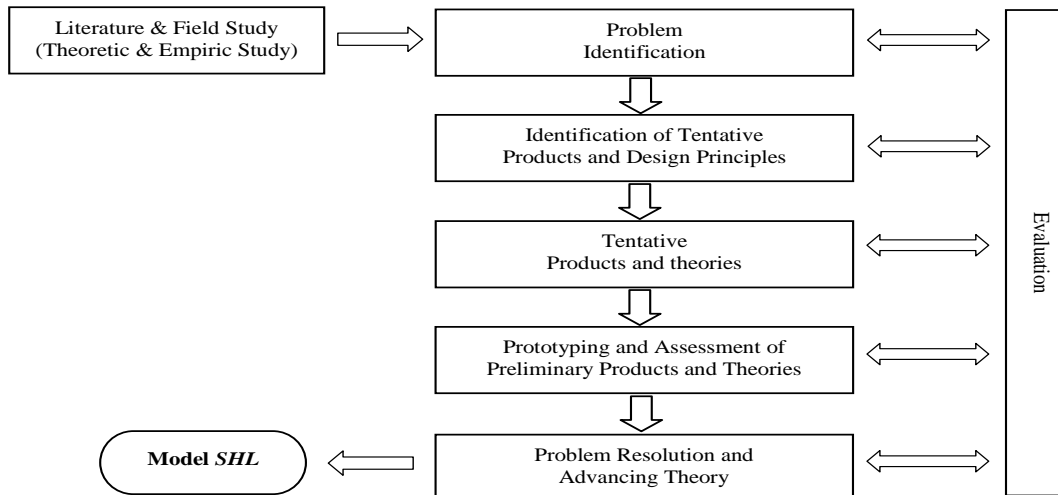 Literature & Field Study
(Theoretic & Empiric Study)
Problem
Identification
Identification of Tentative
Products and Design Principles
Tentative
Products and theories
Prototyping and Assessment of
Preliminary Products and Theories
Problem Resolution and
Advancing Theory
Model SHL
Evaluation